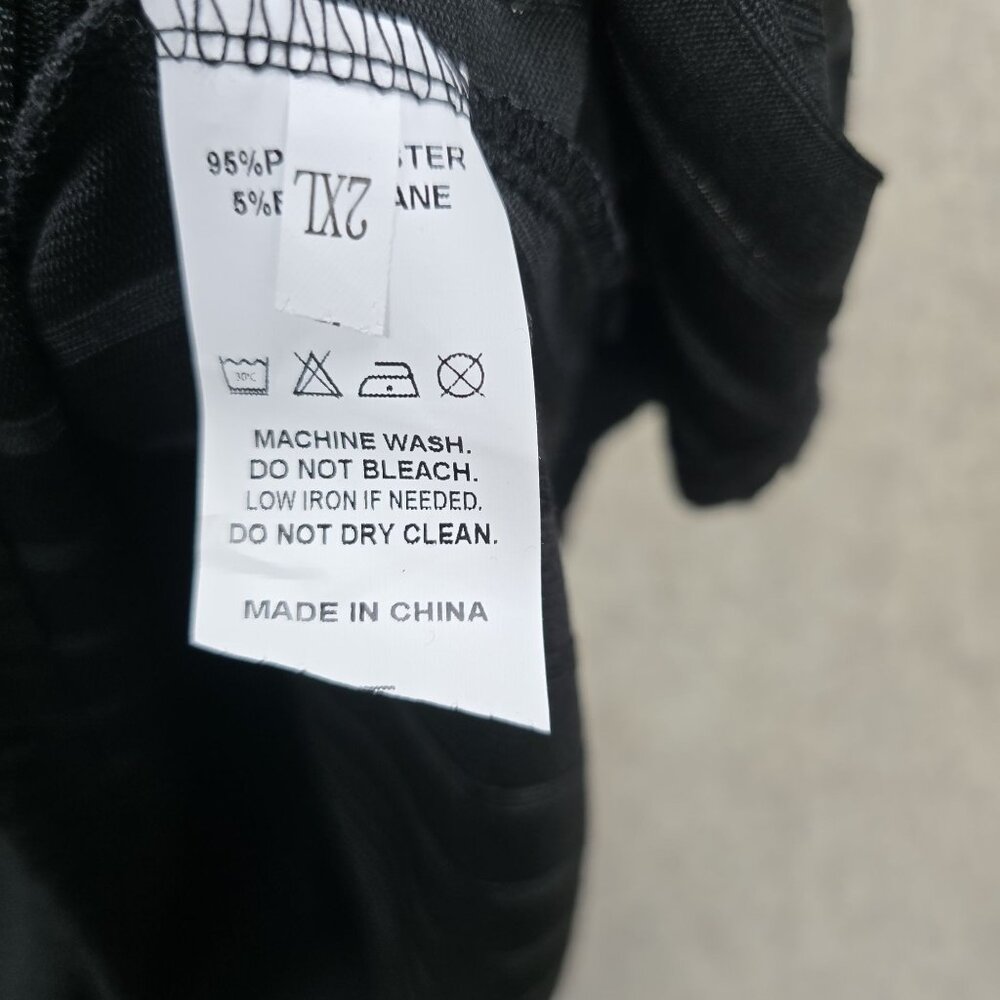 95%P STER
5%E ANE
2XL
30°C
MACHINE WASH.
DO NOT BLEACH.
LOW IRON IF NEEDED.
DO NOT DRY CLEAN.
MADE IN CHINA